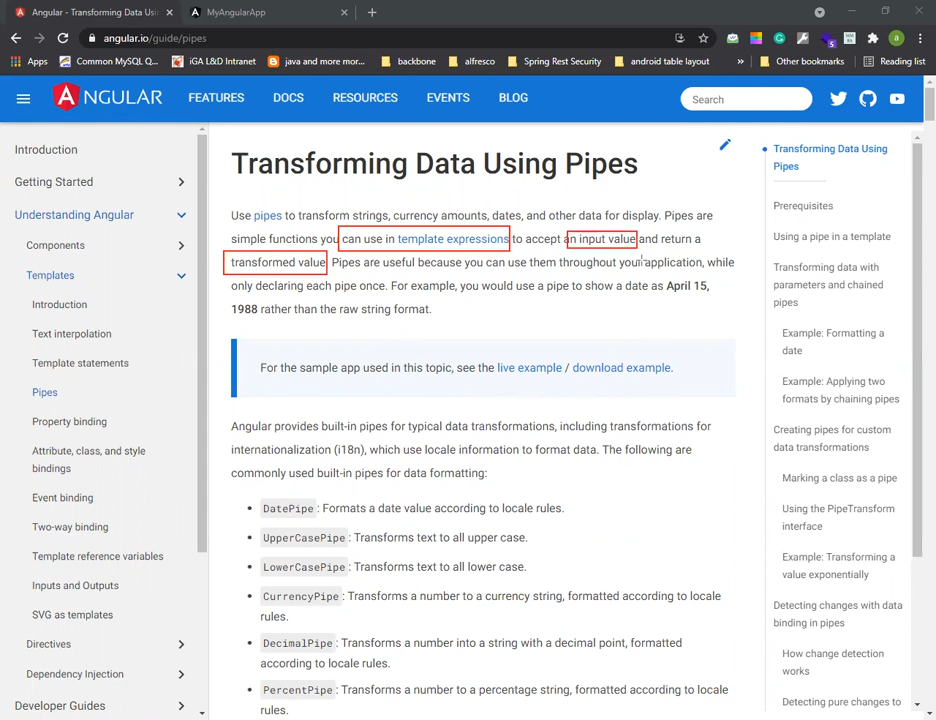 Angular - Transforming Data Usi
MyAngularApp
angular.io/guide/pipes
Apps
Common MySQL Q...
iGA L&D Intranet
java and more mor...
backbone
alfresco
Spring Rest Security
android table layout
»
Other bookmarks
Reading list
ANGULAR
FEATURES
DOCS
RESOURCES
EVENTS
BLOG
Search
Introduction
Getting Started
Understanding Angular
Components
Templates
Introduction
Text interpolation
Template statements
Pipes
Property binding
Attribute, class, and style
bindings
Event binding
Two-way binding
Template reference variables
Inputs and Outputs
SVG as templates
Directives
Dependency Injection
Developer Guides
Transforming Data Using Pipes
Use pipes to transform strings, currency amounts, dates, and other data for display. Pipes are
simple functions you can use in template expressions to accept an input value and return a
transformed value. Pipes are useful because you can use them throughout your application, while
only declaring each pipe once. For example, you would use a pipe to show a date as April 15,
1988 rather than the raw string format.
For the sample app used in this topic, see the live example / download example.
Angular provides built-in pipes for typical data transformations, including transformations for
internationalization (i18n), which use locale information to format data. The following are
commonly used built-in pipes for data formatting:
• DatePipe: Formats a date value according to locale rules.
• UpperCasePipe: Transforms text to all upper case.
• LowerCasePipe: Transforms text to all lower case.
• CurrencyPipe: Transforms a number to a currency string, formatted according to locale
rules.
• DecimalPipe: Transforms a number into a string with a decimal point, formatted
according to locale rules.
• PercentPipe: Transforms a number to a percentage string, formatted according to locale
rules.
Transforming Data Using
Pipes
Prerequisites
Using a pipe in a template
Transforming data with
parameters and chained
pipes
Example: Formatting a
date
Example: Applying two
formats by chaining pipes
Creating pipes for custom
data transformations
Marking a class as a pipe
Using the PipeTransform
interface
Example: Transforming a
value exponentially
Detecting changes with data
binding in pipes
How change detection
works
Detecting pure changes to